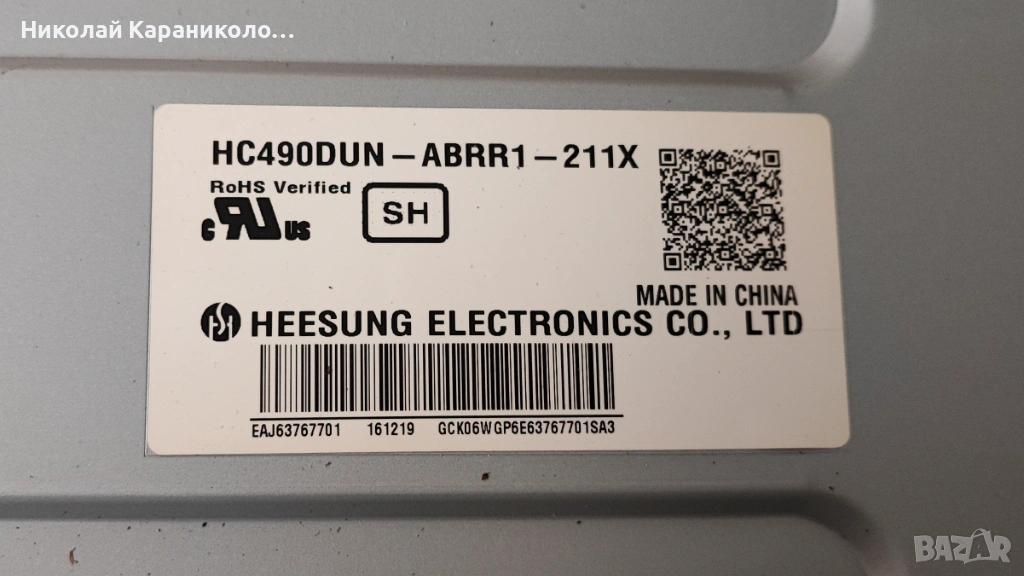 Николай Караниколо...
HC490DUN-ABRR1-211X
RoHS Verified
SH
c RU US
MADE IN CHINA
HEESUNG ELECTRONICS CO., LTD
EAJ63767701 161219 GCK06WGP6E63767701SA3
BAZAR